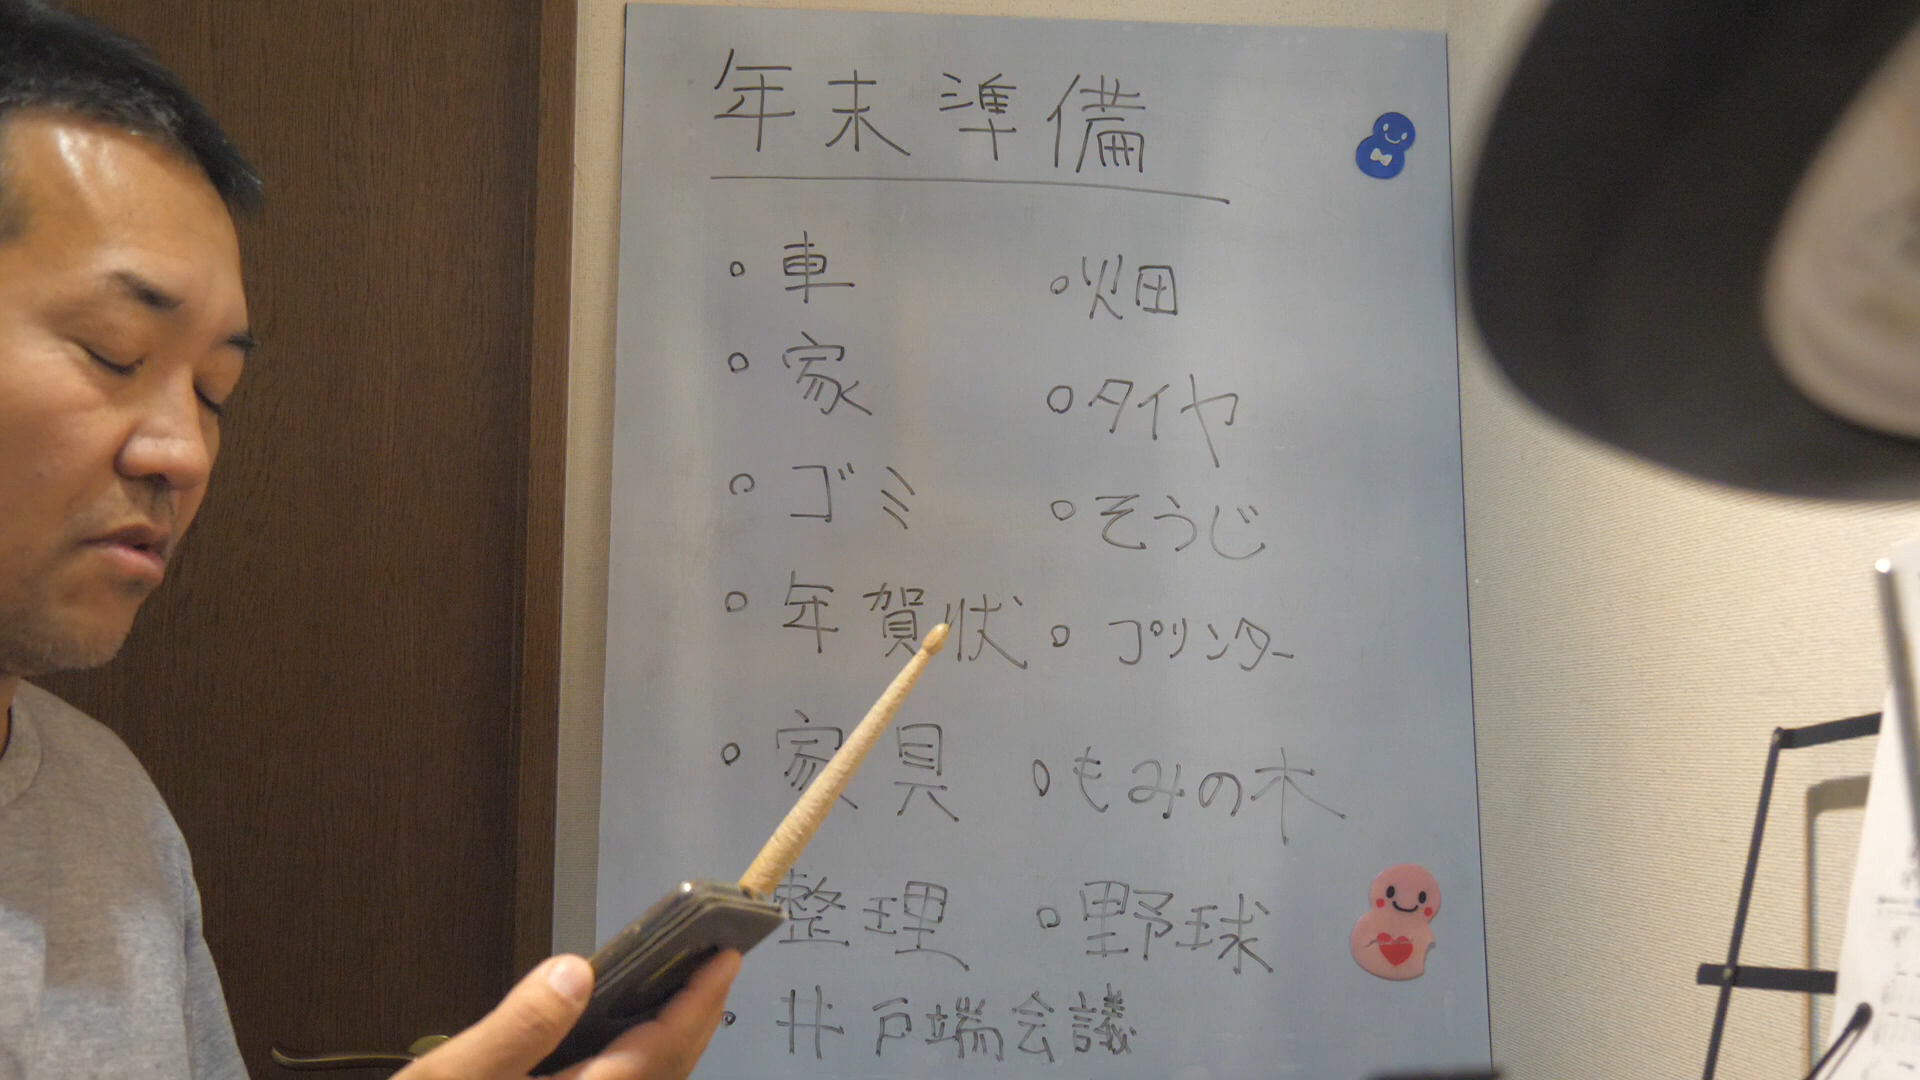 年末準備
・車
・家
・ゴミ
・年賀状
・家具
整理
・井戸端会議
・畑
・タイヤ
・そうじ
・プリンター
・もみの木
・野球